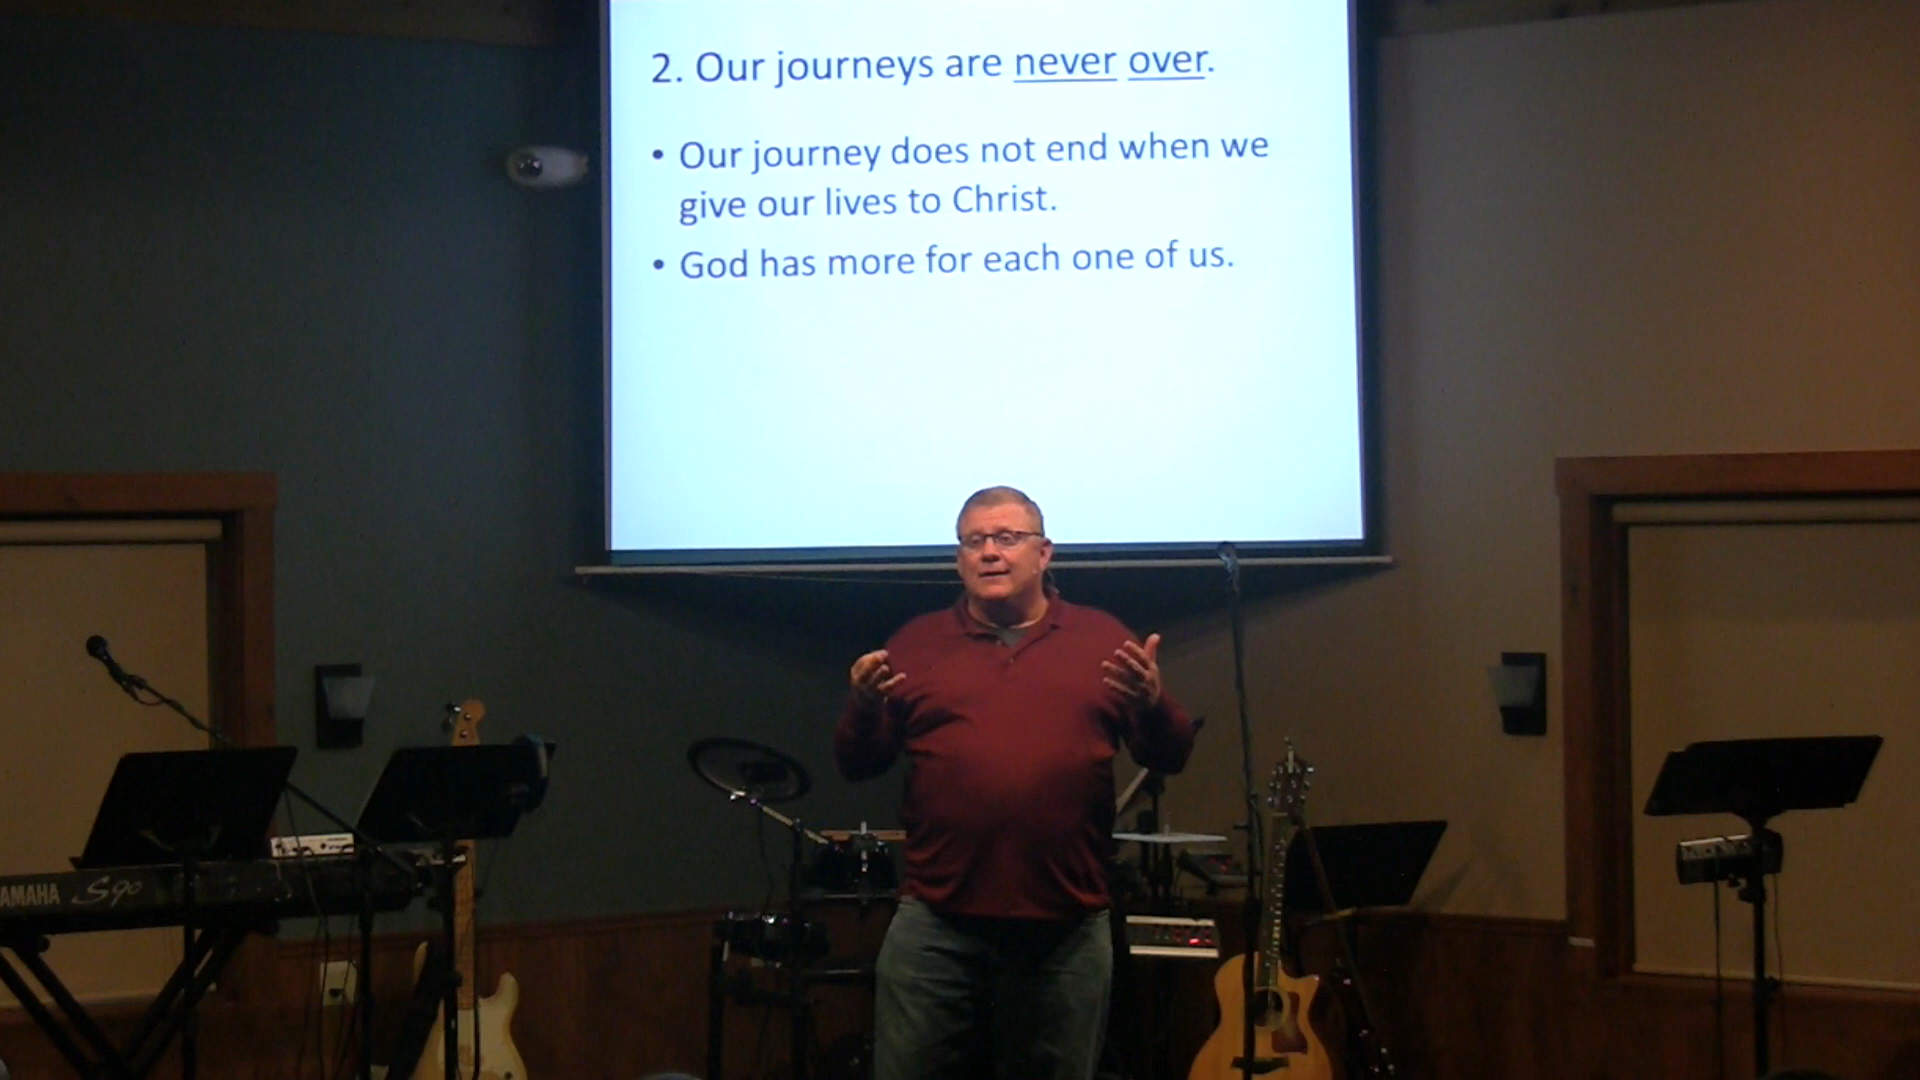 2. Our journeys are never over.
• Our journey does not end when we
give our lives to Christ.
• God has more for each one of us.
YAMAHA S90